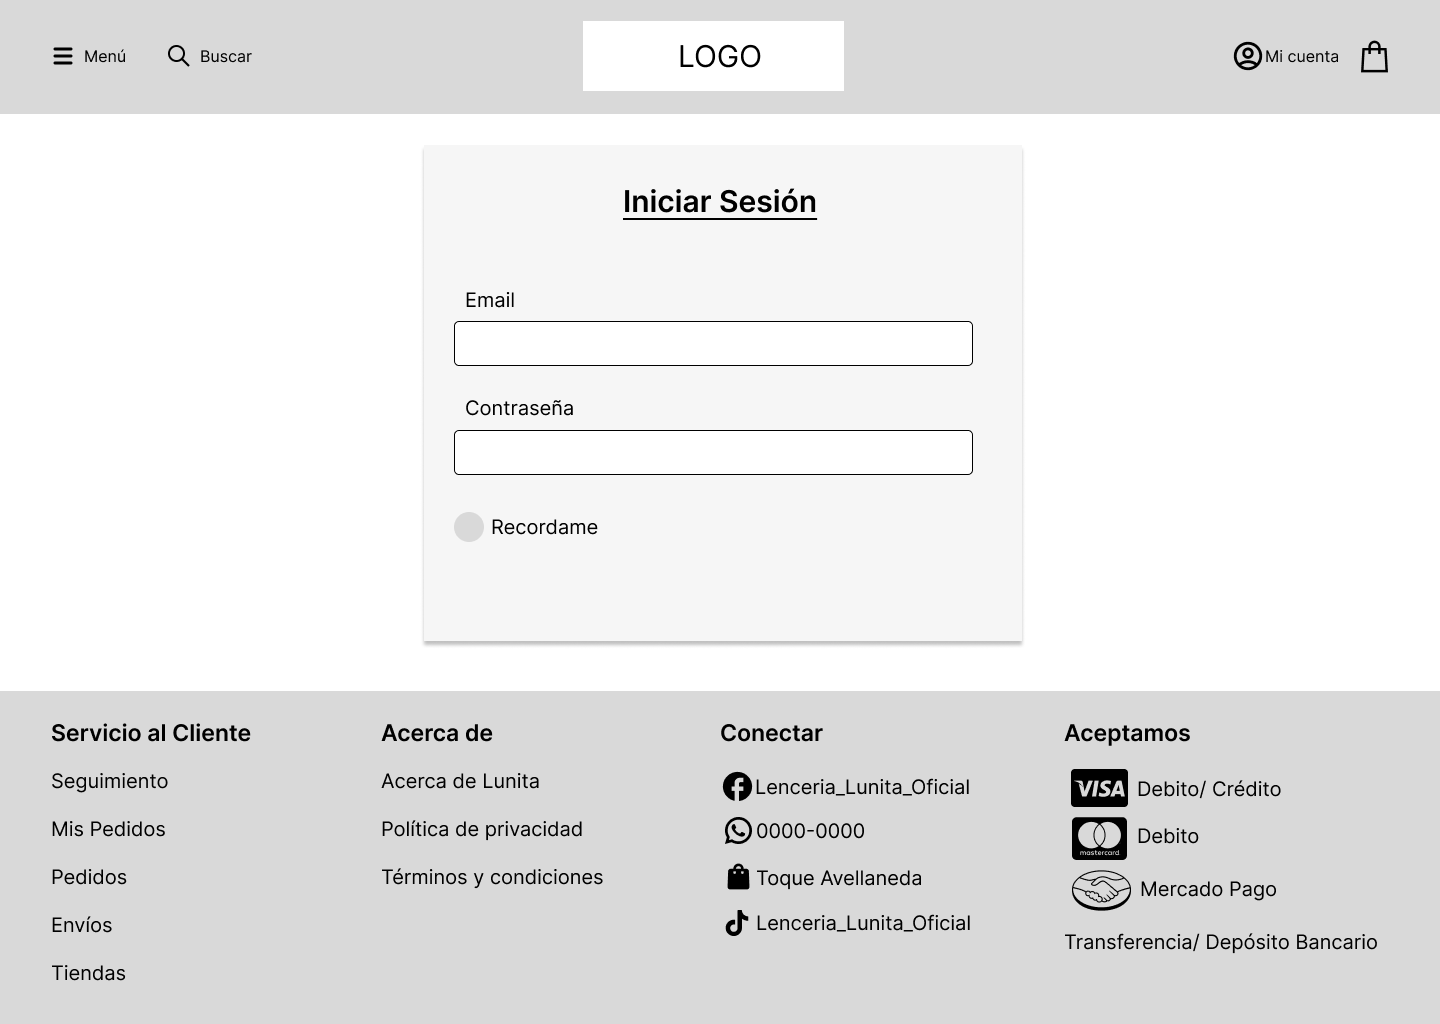 Menú
Buscar
LOGO
Mi cuenta
Iniciar Sesión
Email
Contraseña
Recordame
Servicio al Cliente
Seguimiento
Mis Pedidos
Pedidos
Envíos
Tiendas
Acerca de
Acerca de Lunita
Política de privacidad
Términos y condiciones
Conectar
Lenceria_Lunita_Oficial
0000-0000
Toque Avellaneda
Lenceria_Lunita_Oficial
Aceptamos
VISA Debito/ Crédito
mastercard Debito
Mercado Pago
Transferencia/ Depósito Bancario